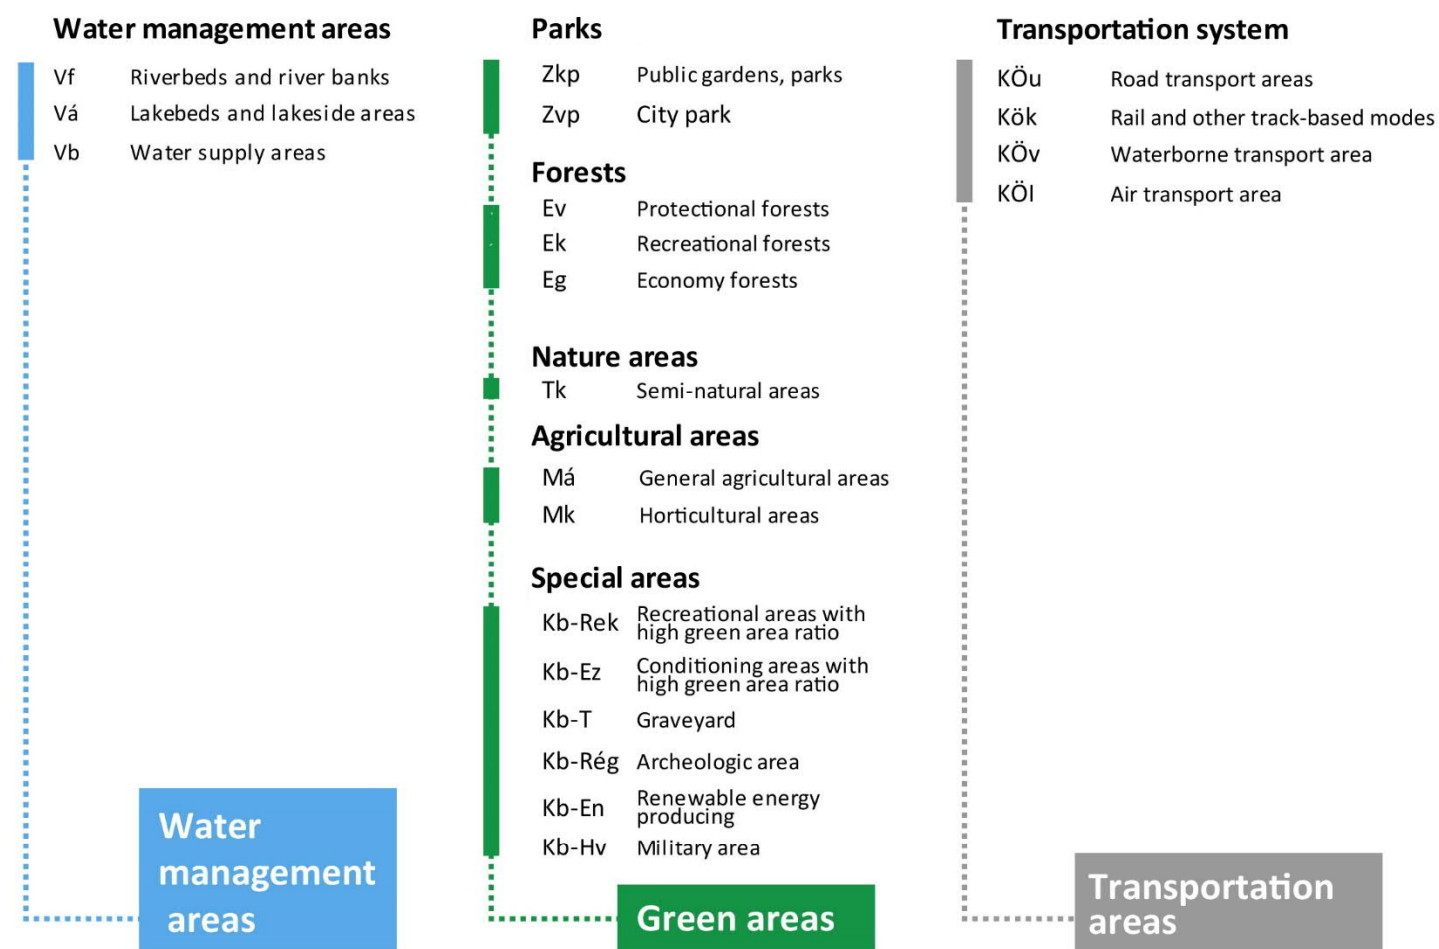 Water management areas
Vf Riverbeds and river banks
Vá Lakebeds and lakeside areas
Vb Water supply areas
Water
management
areas
Parks
Zkp Public gardens, parks
Zvp City park
Forests
Ev Protectional forests
Ek Recreational forests
Eg Economy forests
Nature areas
Tk Semi-natural areas
Agricultural areas
Má General agricultural areas
Mk Horticultural areas
Special areas
Kb-Rek Recreational areas with
high green area ratio
Kb-Ez Conditioning areas with
high green area ratio
Kb-T Graveyard
Kb-Rég Archeologic area
Kb-En Renewable energy
producing
Kb-Hv Military area
Green areas
Transportation system
KÖu Road transport areas
Kök Rail and other track-based modes
KÖv Waterborne transport area
KÖl Air transport area
Transportation
areas